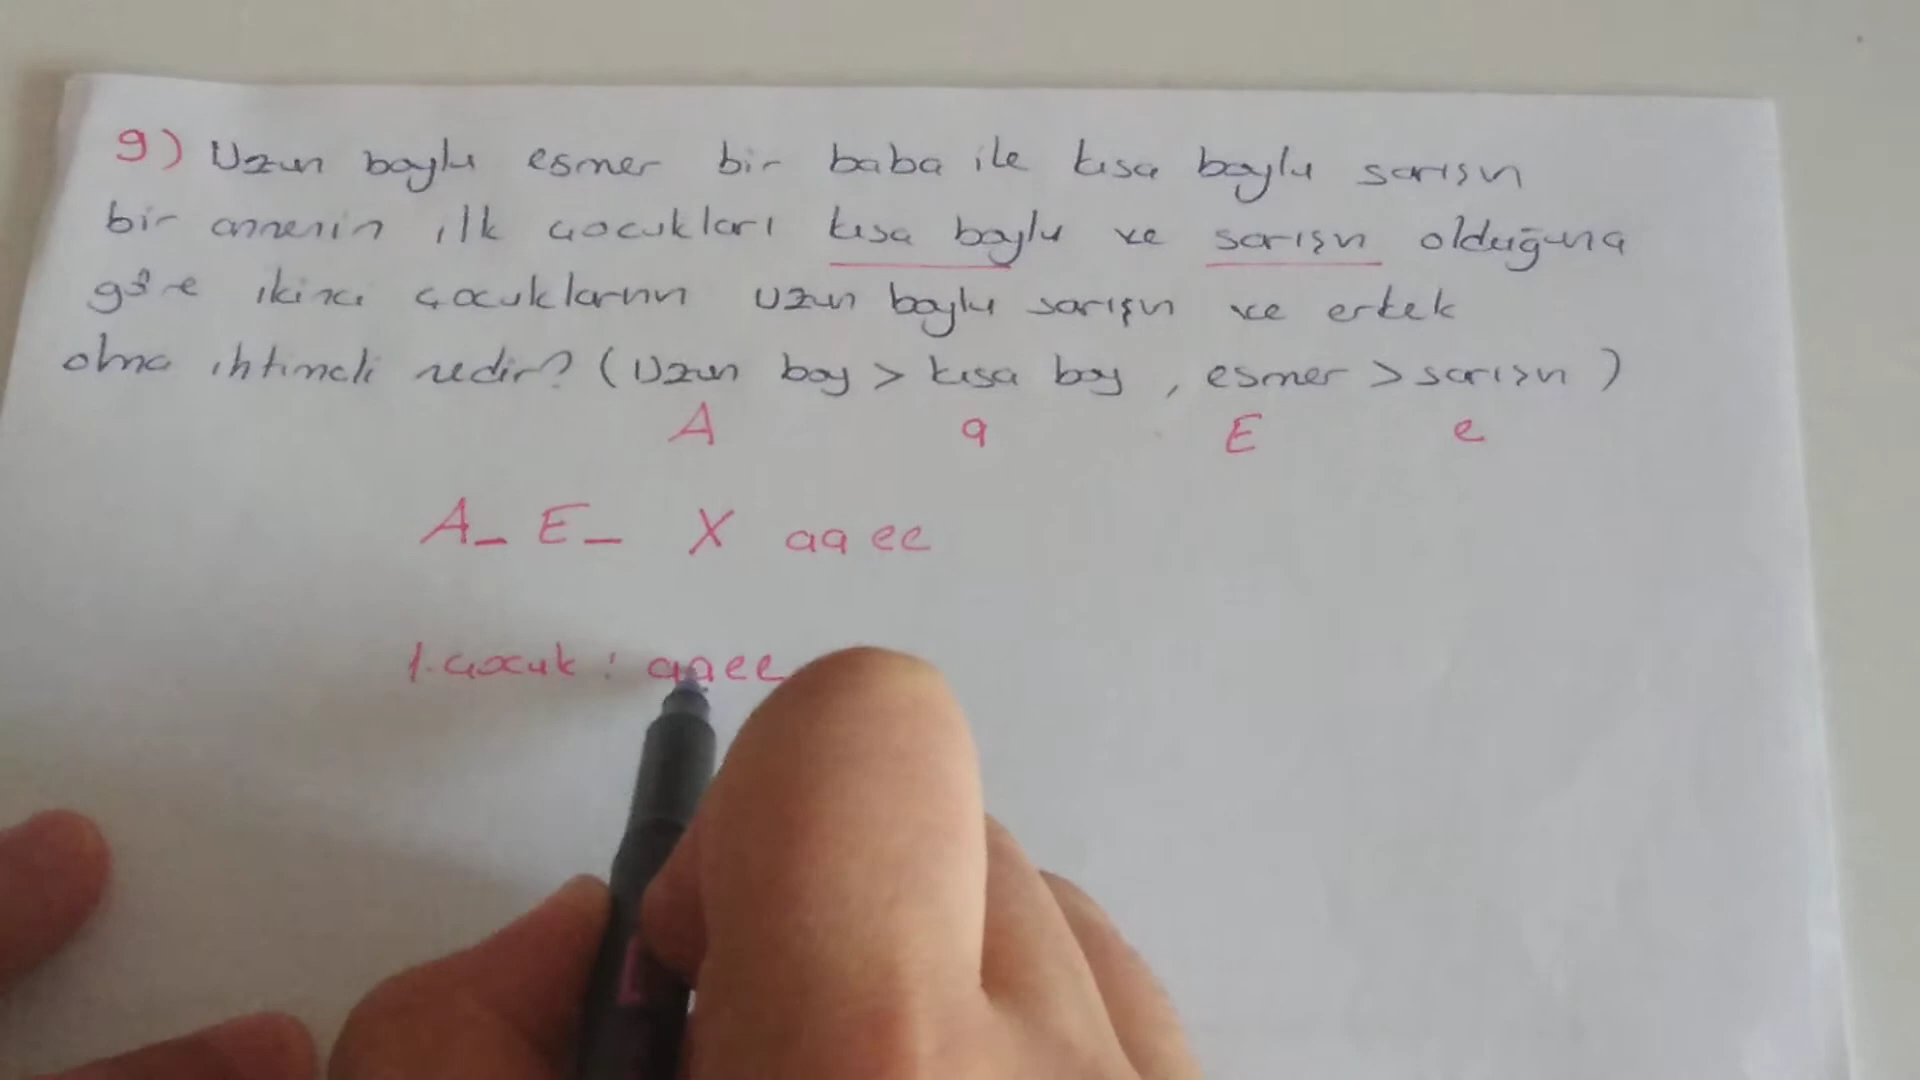 9) Uzun boylu esmer bir baba ile kısa boylu sarışın
bir annenin ilk çocukları kısa boylu ve sarışın olduğuna
göre ikinci çocuklarının uzun boylu sarışın ve erkek
olma ihtimali nedir? (Uzun boy > kısa boy, esmer > sarışın)
A a E e
A_ E_ X aaee
1. çocuk : aaee